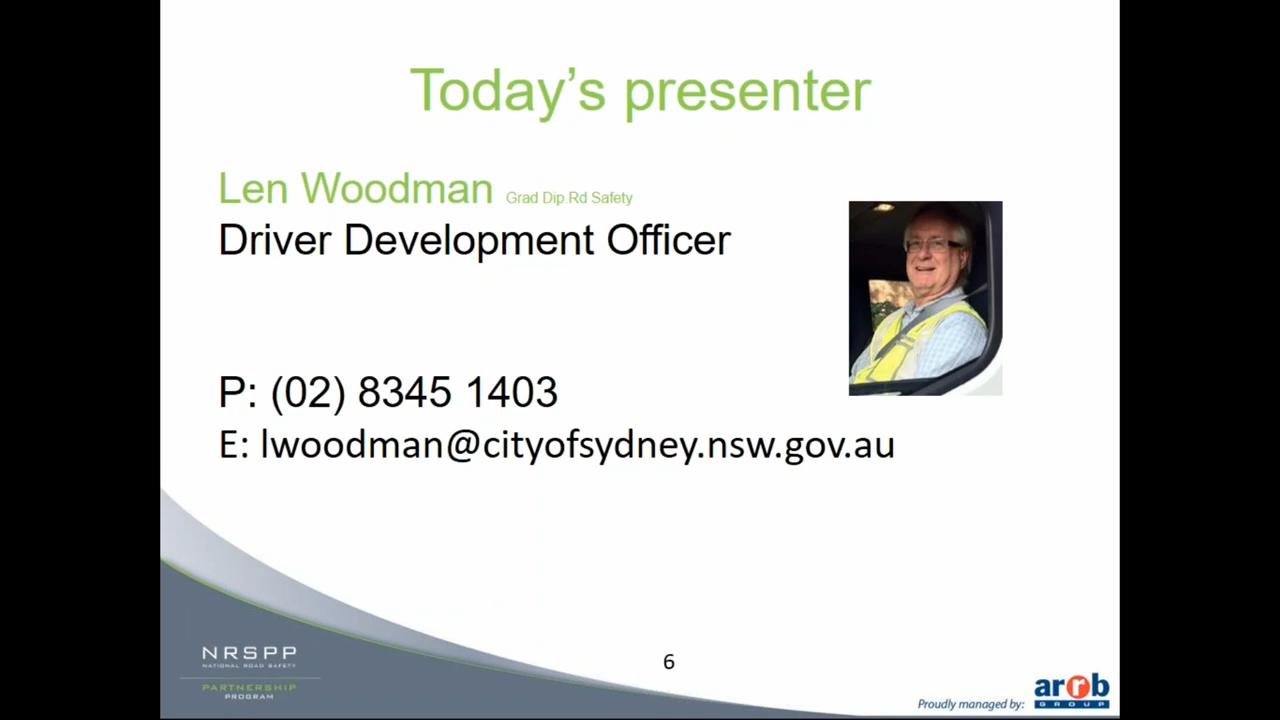 Today's presenter
Len Woodman Grad Dip.Rd Safety
Driver Development Officer
P: (02) 8345 1403
E: lwoodman@cityofsydney.nsw.gov.au
NRSPP
NATIONAL ROAD SAFETY
PARTNERSHIP
PROGRAM
6
Proudly managed by:
arrb
GROUP